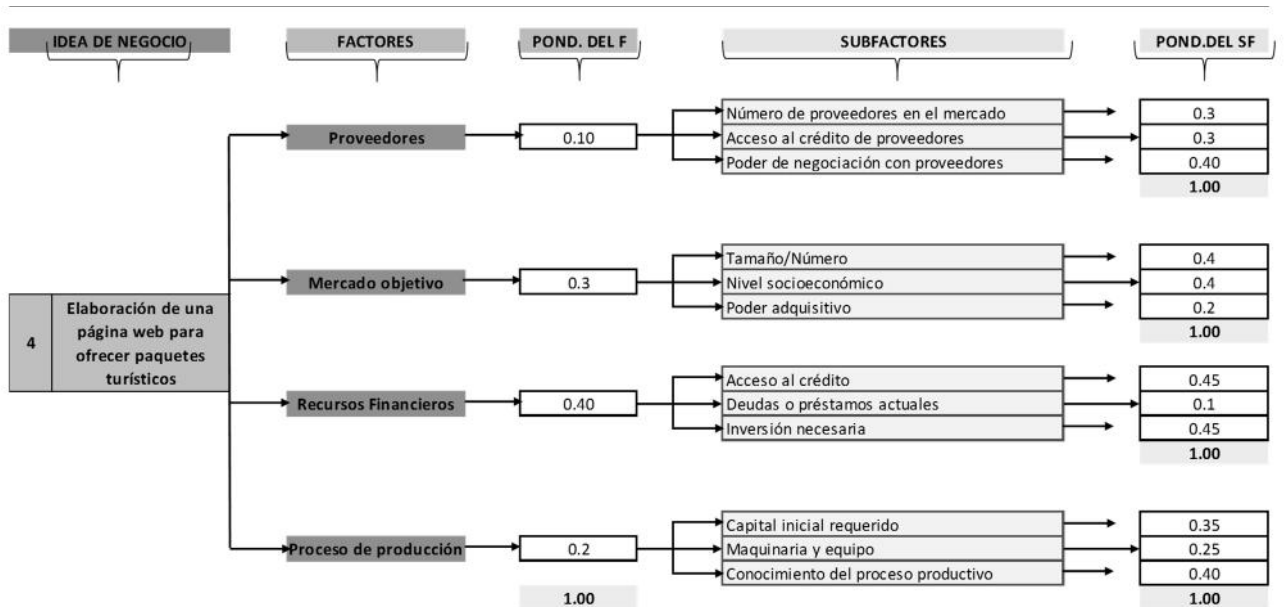 IDEA DE NEGOCIO FACTORES POND. DEL F SUBFACTORES POND.DEL SF
Número de proveedores en el mercado 0.3
Proveedores 0.10 Acceso al crédito de proveedores 0.3
Poder de negociación con proveedores 0.40
1.00
Tamaño/Número 0.4
Mercado objetivo 0.3 Nivel socioeconómico 0.4
Poder adquisitivo 0.2
1.00
4 Elaboración de una
página web para
ofrecer paquetes
turísticos
Acceso al crédito 0.45
Recursos Financieros 0.40 Deudas o préstamos actuales 0.1
Inversión necesaria 0.45
1.00
Capital inicial requerido 0.35
Proceso de producción 0.2 Maquinaria y equipo 0.25
Conocimiento del proceso productivo 0.40
1.00 1.00